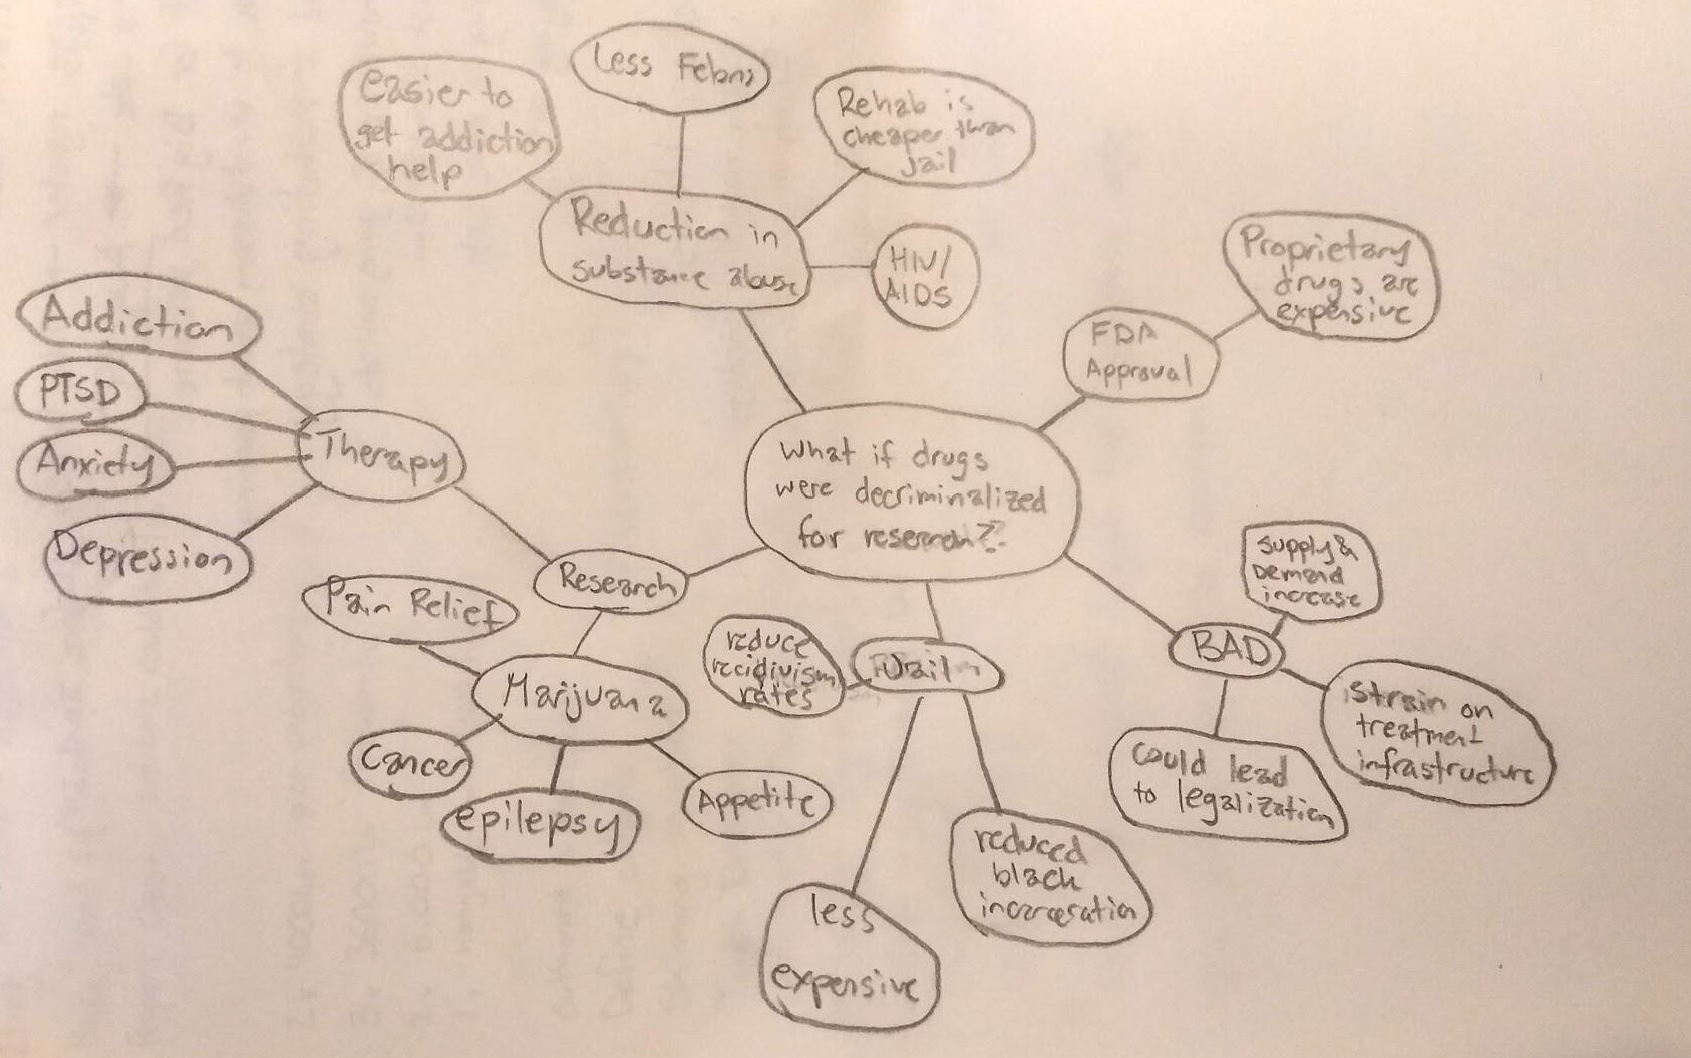 Less Felons
easier to
get addiction
help
Rehab is
cheaper than
Jail
Reduction in
substance abuse
HIV/
AIDS
Proprietary
drugs are
expensive
FDA
Approval
Addiction
PTSD
Anxiety
Depression
Therapy
What if drugs
were decriminalized
for research?
Research
Pain Relief
Marijuana
Cancer
epilepsy
Appetite
reduce
recidivism
rates
Jail
less
expensive
reduced
black
incarceration
BAD
supply &
Demand
increase
Strain on
treatment
infrastructure
could lead
to legalization